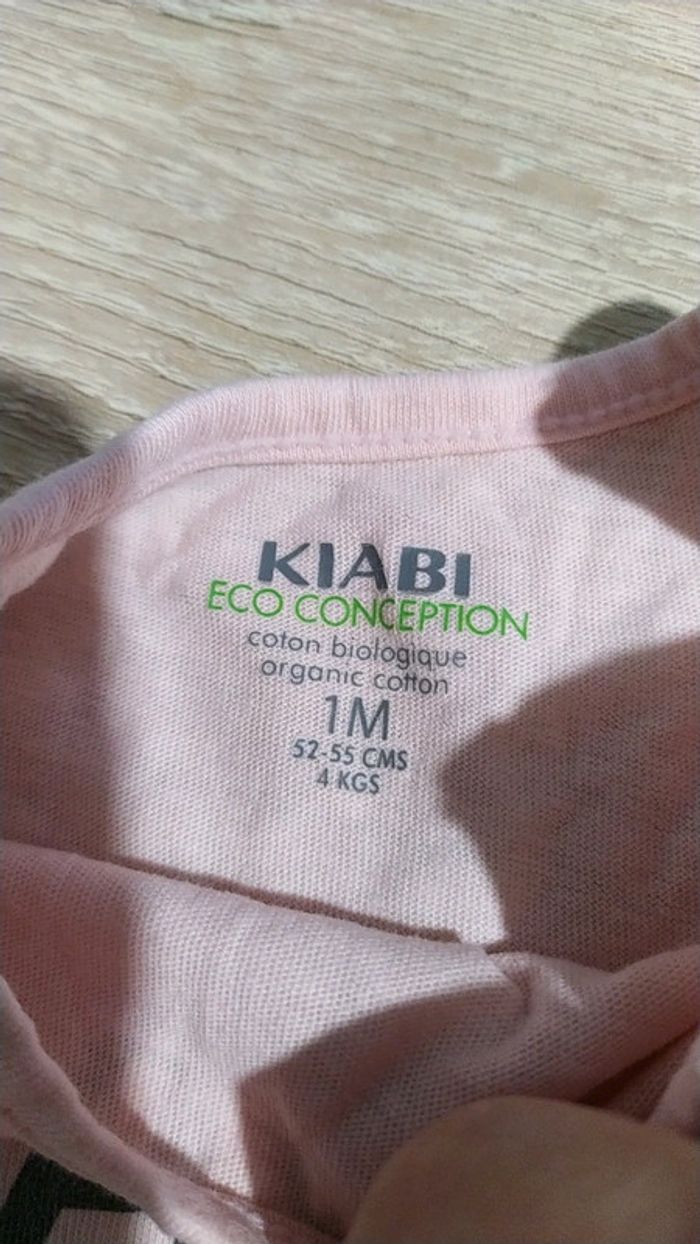 KIABI
ECO CONCEPTION
coton biologique
organic cotton
1M
52-55 CMS
4 KGS